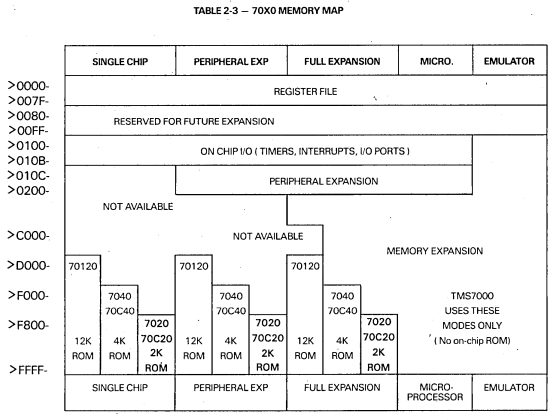 TABLE 2-3 — 70X0 MEMORY MAP
SINGLE CHIP PERIPHERAL EXP FULL EXPANSION MICRO. EMULATOR
>0000-
REGISTER FILE
>007F-
>0080-
RESERVED FOR FUTURE EXPANSION
>00FF-
>0100-
ON CHIP I/O ( TIMERS, INTERRUPTS, I/O PORTS )
>010B-
>010C-
PERIPHERAL EXPANSION
>0200-
NOT AVAILABLE
>C000- NOT AVAILABLE
MEMORY EXPANSION
>D000- 70120 70120 70120
>F000- 7040 7040 7040 TMS7000
70C40 70C40 70C40 USES THESE
>F800- 7020 7020 7020 MODES ONLY
70C20 70C20 70C20
12K 4K 2K 12K 4K 2K 12K 4K 2K ( No on-chip ROM)
ROM ROM ROM ROM ROM ROM ROM ROM ROM
>FFFF-
SINGLE CHIP PERIPHERAL EXP FULL EXPANSION MICRO-
PROCESSOR EMULATOR